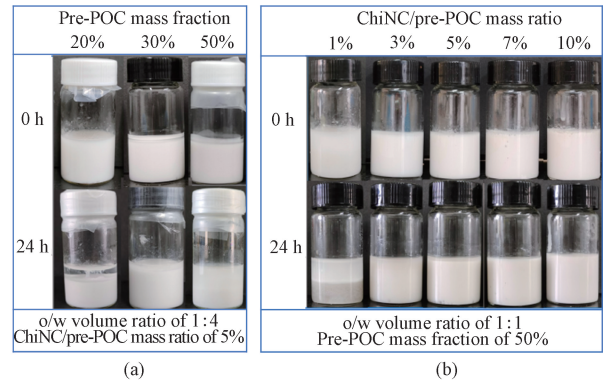 Pre-POC mass fraction
20% 30% 50%
0 h
24 h
o/w volume ratio of 1:4
ChiNC/pre-POC mass ratio of 5%
(a)
ChiNC/pre-POC mass ratio
1% 3% 5% 7% 10%
0 h
24 h
o/w volume ratio of 1:1
Pre-POC mass fraction of 50%
(b)